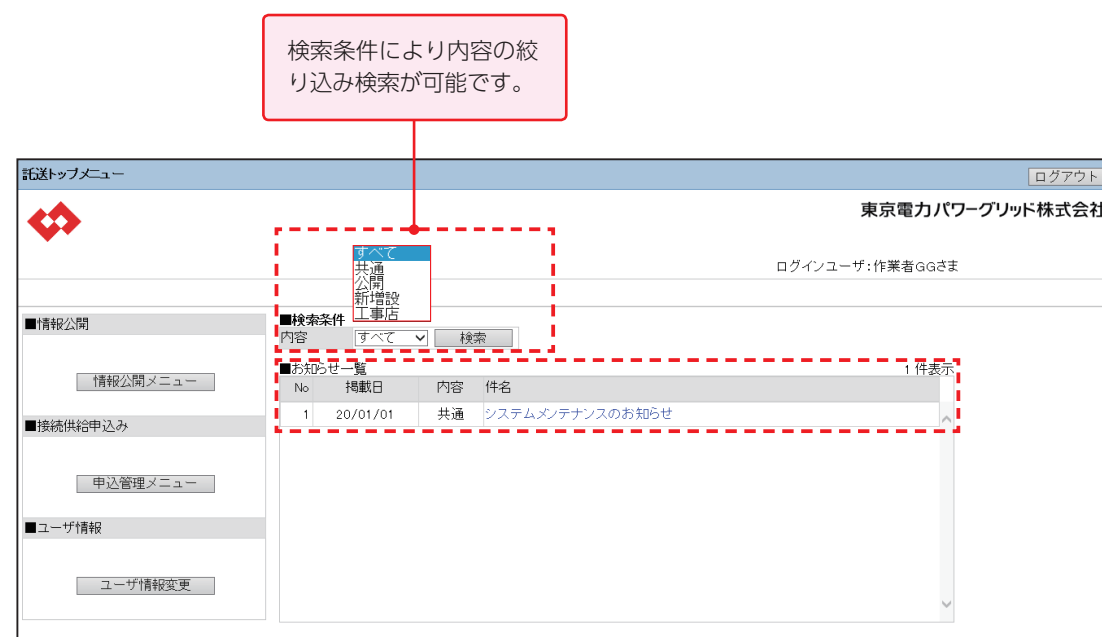 検索条件により内容の絞
り込み検索が可能です。
託送トップメニュー
ログアウト
東京電力パワーグリッド株式会社
ログインユーザ:作業者GGさま
すべて
共通
公開
新増設
工事店
■検索条件
内容 すべて 検索
■情報公開
情報公開メニュー
■接続供給申込み
申込管理メニュー
■ユーザ情報
ユーザ情報変更
■お知らせ一覧 1 件表示
No 掲載日 内容 件名
1 20/01/01 共通 システムメンテナンスのお知らせ